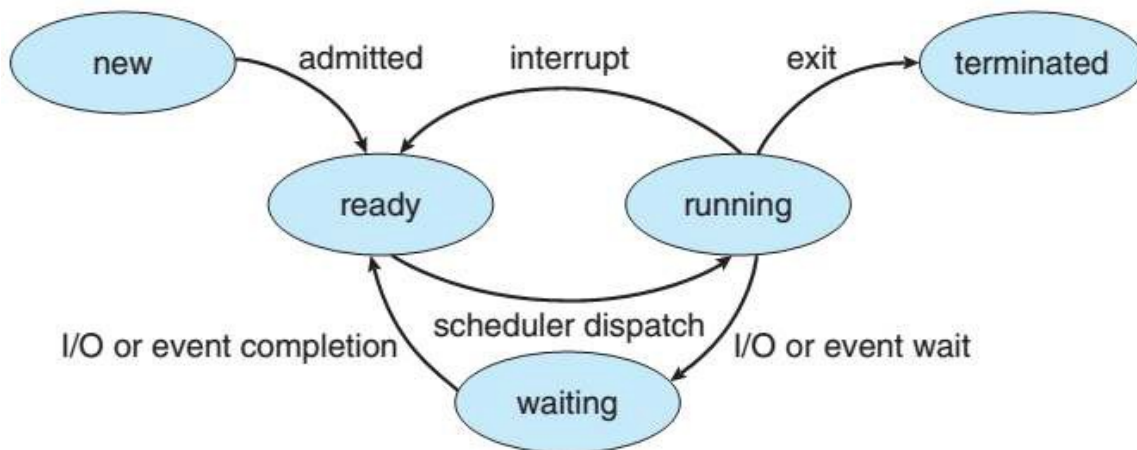 new
admitted
interrupt
exit
terminated
ready
running
scheduler dispatch
I/O or event completion
I/O or event wait
waiting